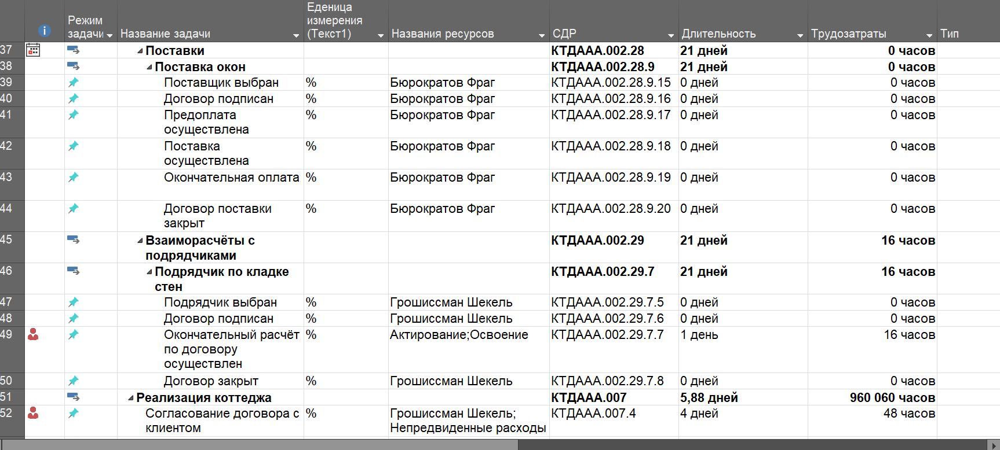 Режим задачи Название задачи Еденица измерения (Текст1) Названия ресурсов СДР Длительность Трудозатраты Тип
37 Поставки КТДААА.002.28 21 дней 0 часов
38 Поставка окон КТДААА.002.28.9 21 дней 0 часов
39 Поставщик выбран % Бюрократов Фраг КТДААА.002.28.9.15 0 дней 0 часов
40 Договор подписан % Бюрократов Фраг КТДААА.002.28.9.16 0 дней 0 часов
41 Предоплата осуществлена % Бюрократов Фраг КТДААА.002.28.9.17 0 дней 0 часов
42 Поставка осуществлена % Бюрократов Фраг КТДААА.002.28.9.18 0 дней 0 часов
43 Окончательная оплата % Бюрократов Фраг КТДААА.002.28.9.19 0 дней 0 часов
44 Договор поставки закрыт % Бюрократов Фраг КТДААА.002.28.9.20 0 дней 0 часов
45 Взаиморасчёты с подрядчиками КТДААА.002.29 21 дней 16 часов
46 Подрядчик по кладке стен КТДААА.002.29.7 21 дней 16 часов
47 Подрядчик выбран % Грошиссман Шекель КТДААА.002.29.7.5 0 дней 0 часов
48 Договор подписан % Грошиссман Шекель КТДААА.002.29.7.6 0 дней 0 часов
49 Окончательный расчёт по договору осуществлен % Актирование;Освоение КТДААА.002.29.7.7 1 день 16 часов
50 Договор закрыт % Грошиссман Шекель КТДААА.002.29.7.8 0 дней 0 часов
51 Реализация коттеджа КТДААА.007 5,88 дней 960 060 часов
52 Согласование договора с клиентом % Грошиссман Шекель; Непредвиденные расходы КТДААА.007.4 4 дней 48 часов